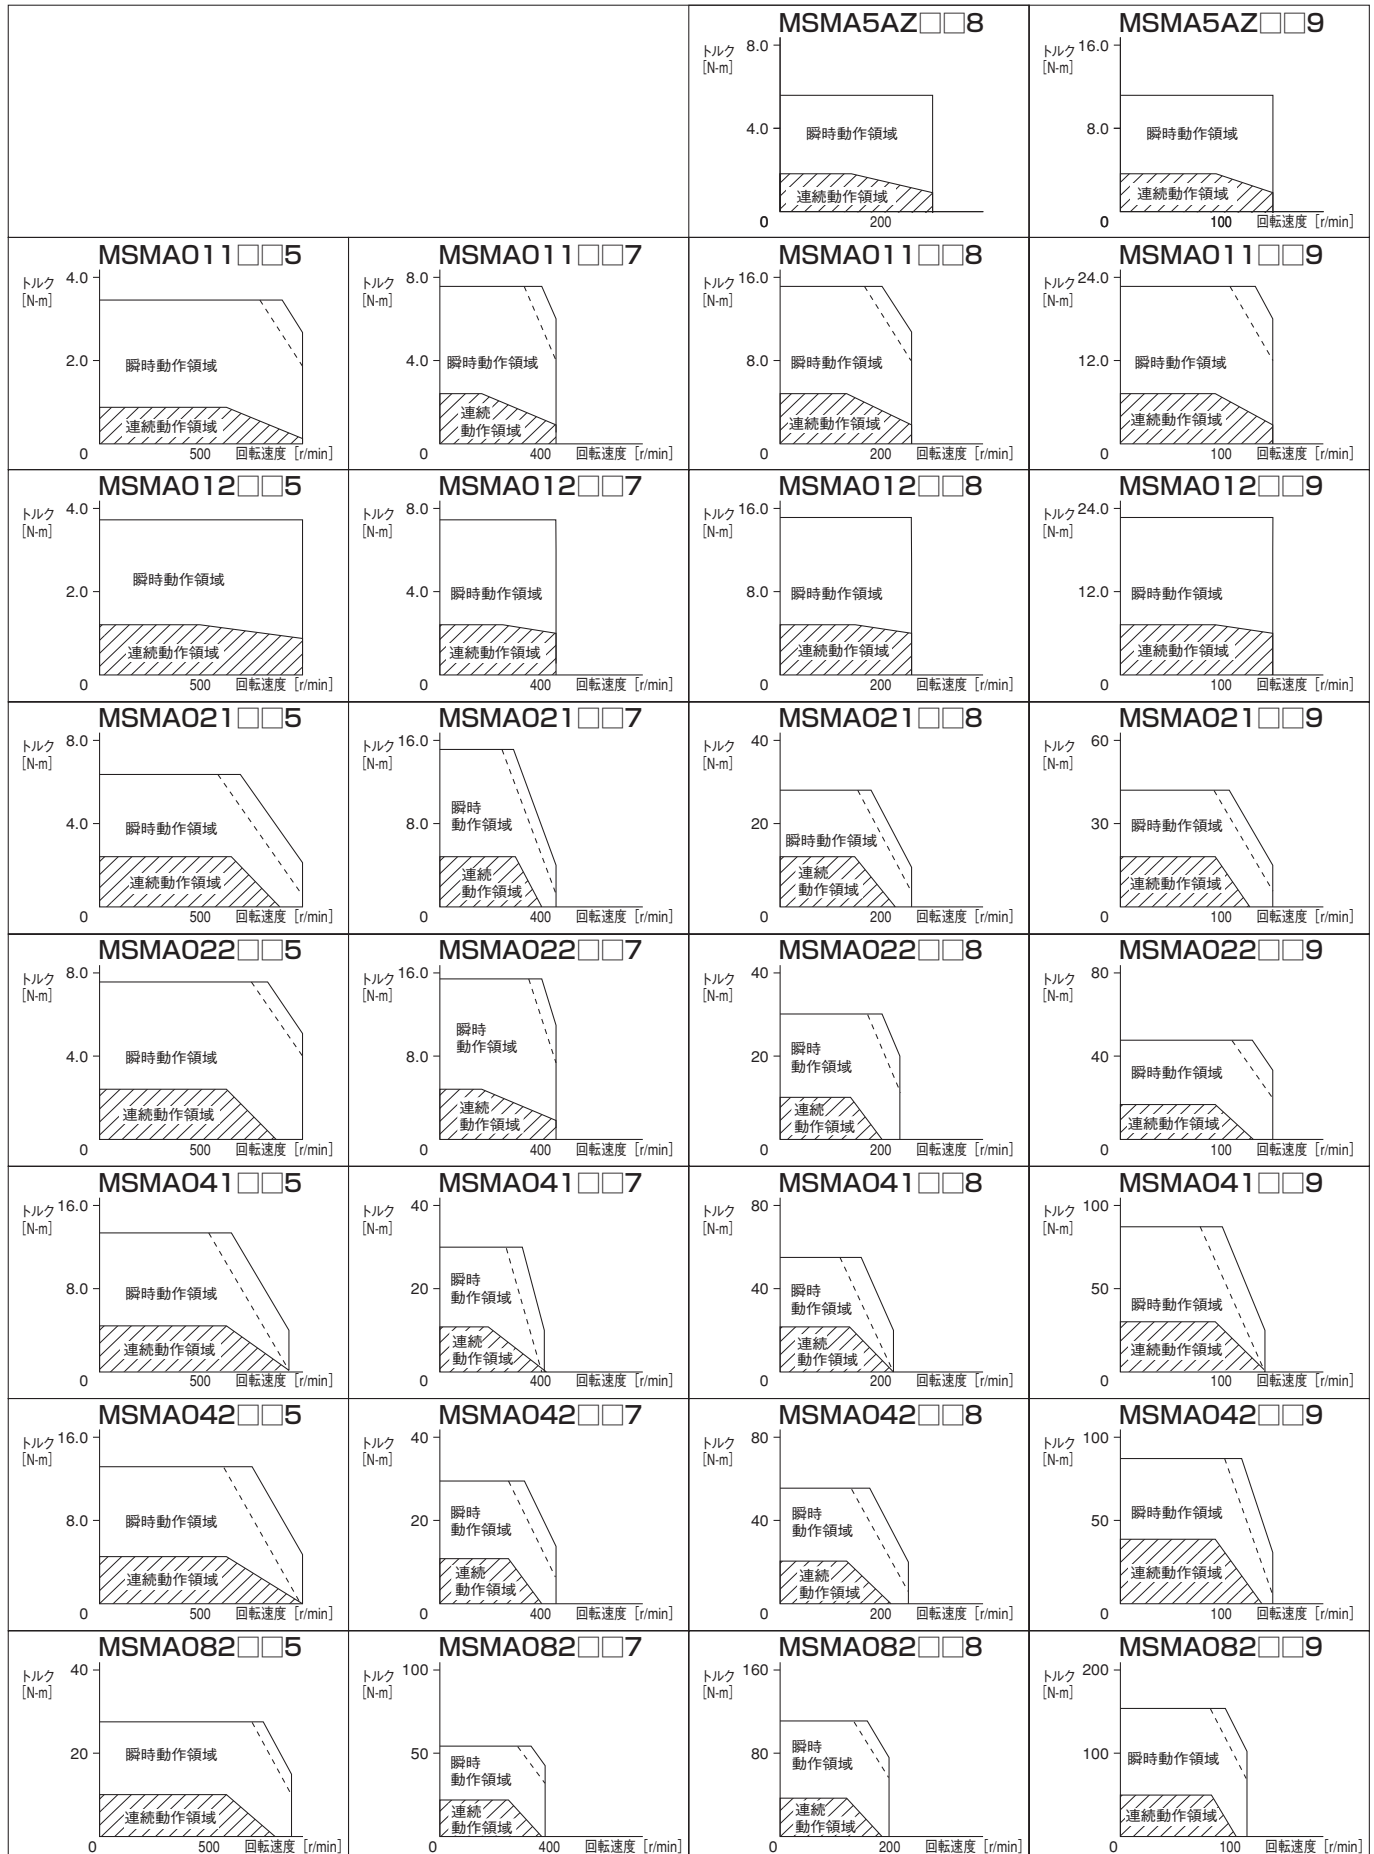 MSMA5AZ□□8
トルク
[N-m]
8.0
4.0
瞬時動作領域
連続動作領域
0
0
200
MSMA5AZ□□9
トルク
[N-m]
16.0
8.0
瞬時動作領域
連続動作領域
0
0
100
回転速度 [r/min]
MSMA011□□5
トルク
[N-m]
4.0
2.0
瞬時動作領域
連続動作領域
0
500
回転速度 [r/min]
MSMA011□□7
トルク
[N-m]
8.0
4.0
瞬時動作領域
連続
動作領域
0
400
回転速度 [r/min]
MSMA011□□8
トルク
[N-m]
16.0
8.0
瞬時動作領域
連続動作領域
0
200
回転速度 [r/min]
MSMA011□□9
トルク
[N-m]
24.0
12.0
瞬時動作領域
連続動作領域
0
100
回転速度 [r/min]
MSMA012□□5
トルク
[N-m]
4.0
2.0
瞬時動作領域
連続動作領域
0
500
回転速度 [r/min]
MSMA012□□7
トルク
[N-m]
8.0
4.0
瞬時動作領域
連続動作領域
0
400
回転速度 [r/min]
MSMA012□□8
トルク
[N-m]
16.0
8.0
瞬時動作領域
連続動作領域
0
200
回転速度 [r/min]
MSMA012□□9
トルク
[N-m]
24.0
12.0
瞬時動作領域
連続動作領域
0
100
回転速度 [r/min]
MSMA021□□5
トルク
[N-m]
8.0
4.0
瞬時動作領域
連続動作領域
0
500
回転速度 [r/min]
MSMA021□□7
トルク
[N-m]
16.0
8.0
瞬時
動作領域
連続
動作領域
0
400
回転速度 [r/min]
MSMA021□□8
トルク
[N-m]
40
20
瞬時動作領域
連続
動作領域
0
200
回転速度 [r/min]
MSMA021□□9
トルク
[N-m]
60
30
瞬時動作領域
連続動作領域
0
100
回転速度 [r/min]
MSMA022□□5
トルク
[N-m]
8.0
4.0
瞬時動作領域
連続動作領域
0
500
回転速度 [r/min]
MSMA022□□7
トルク
[N-m]
16.0
8.0
瞬時
動作領域
連続
動作領域
0
400
回転速度 [r/min]
MSMA022□□8
トルク
[N-m]
40
20
瞬時
動作領域
連続
動作領域
0
200
回転速度 [r/min]
MSMA022□□9
トルク
[N-m]
80
40
瞬時動作領域
連続動作領域
0
100
回転速度 [r/min]
MSMA041□□5
トルク
[N-m]
16.0
8.0
瞬時動作領域
連続動作領域
0
500
回転速度 [r/min]
MSMA041□□7
トルク
[N-m]
40
20
瞬時
動作領域
連続
動作領域
0
400
回転速度 [r/min]
MSMA041□□8
トルク
[N-m]
80
40
瞬時
動作領域
連続
動作領域
0
200
回転速度 [r/min]
MSMA041□□9
トルク
[N-m]
100
50
瞬時動作領域
連続動作領域
0
100
回転速度 [r/min]
MSMA042□□5
トルク
[N-m]
16.0
8.0
瞬時動作領域
連続動作領域
0
500
回転速度 [r/min]
MSMA042□□7
トルク
[N-m]
40
20
瞬時
動作領域
連続
動作領域
0
400
回転速度 [r/min]
MSMA042□□8
トルク
[N-m]
80
40
瞬時
動作領域
連続
動作領域
0
200
回転速度 [r/min]
MSMA042□□9
トルク
[N-m]
100
50
瞬時動作領域
連続動作領域
0
100
回転速度 [r/min]
MSMA082□□5
トルク
[N-m]
40
20
瞬時動作領域
連続動作領域
0
500
回転速度 [r/min]
MSMA082□□7
トルク
[N-m]
100
50
瞬時
動作領域
連続
動作領域
0
400
回転速度 [r/min]
MSMA082□□8
トルク
[N-m]
160
80
瞬時
動作領域
連続
動作領域
0
200
回転速度 [r/min]
MSMA082□□9
トルク
[N-m]
200
100
瞬時動作領域
連続動作領域
0
100
回転速度 [r/min]